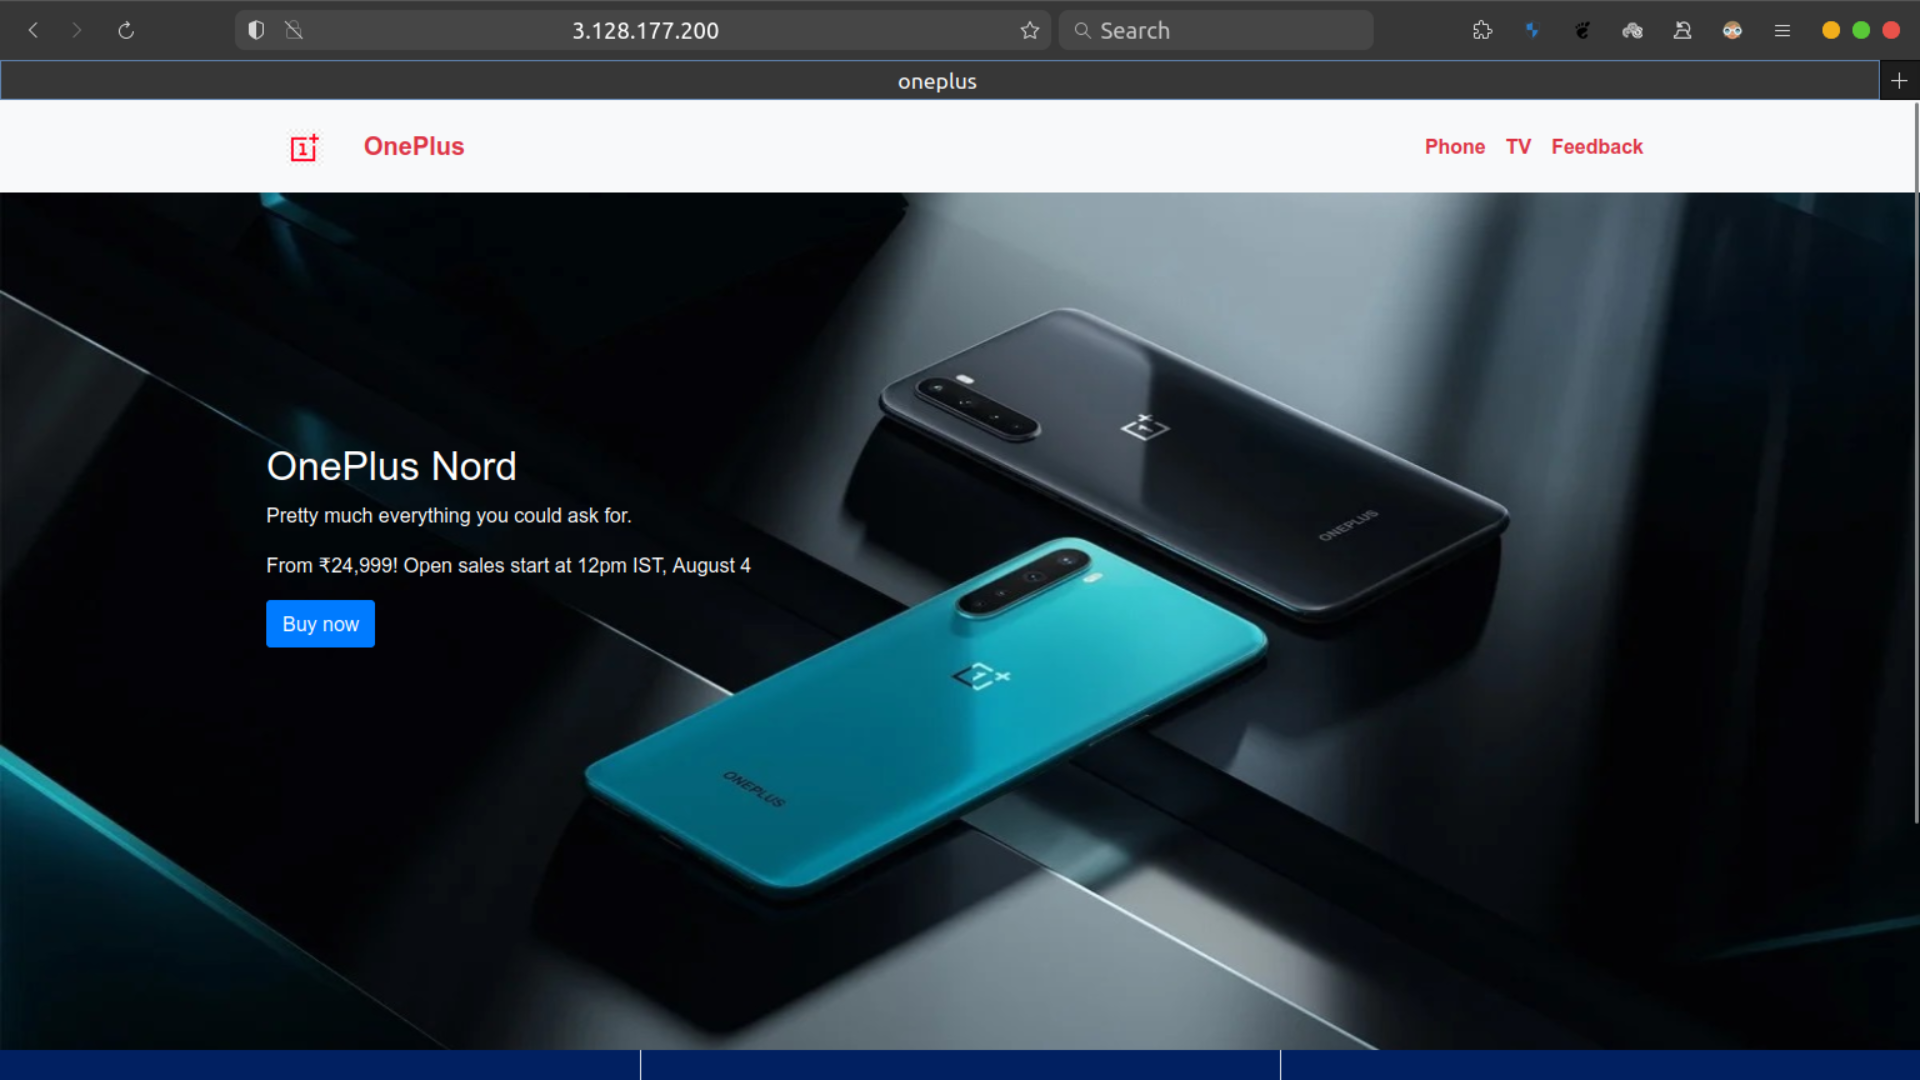 3.128.177.200
Search
oneplus
OnePlus
Phone TV Feedback
OnePlus Nord
Pretty much everything you could ask for.
From ₹24,999! Open sales start at 12pm IST, August 4
Buy now
ONEPLUS
ONEPLUS